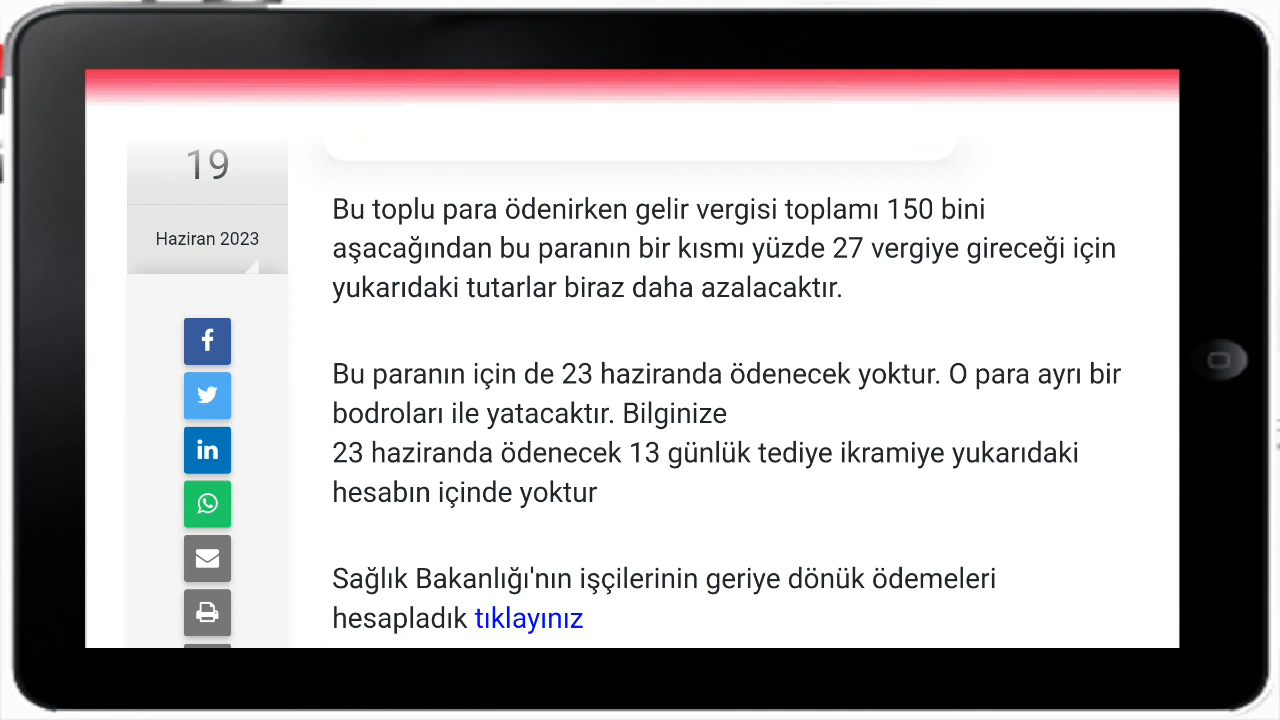 19
Haziran 2023
Bu toplu para ödenirken gelir vergisi toplamı 150 bini
aşacağından bu paranın bir kısmı yüzde 27 vergiye gireceği için
yukarıdaki tutarlar biraz daha azalacaktır.
Bu paranın için de 23 haziranda ödenecek yoktur. O para ayrı bir
bodroları ile yatacaktır. Bilginize
23 haziranda ödenecek 13 günlük tediye ikramiye yukarıdaki
hesabın içinde yoktur
Sağlık Bakanlığı'nın işçilerinin geriye dönük ödemeleri
hesapladık tıklayınız